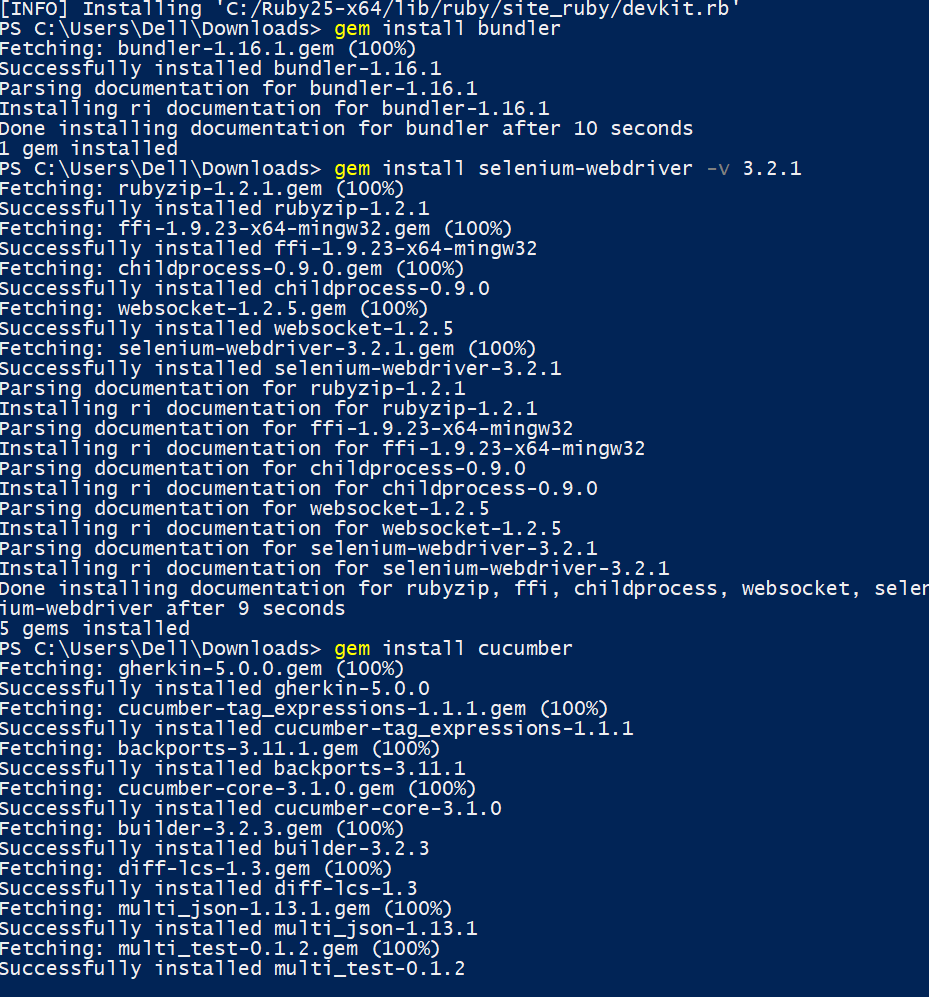 [INFO] Installing 'C:/Ruby25-x64/lib/ruby/site_ruby/devkit.rb'
PS C:\Users\Dell\Downloads> gem install bundler
Fetching: bundler-1.16.1.gem (100%)
Successfully installed bundler-1.16.1
Parsing documentation for bundler-1.16.1
Installing ri documentation for bundler-1.16.1
Done installing documentation for bundler after 10 seconds
1 gem installed
PS C:\Users\Dell\Downloads> gem install selenium-webdriver -v 3.2.1
Fetching: rubyzip-1.2.1.gem (100%)
Successfully installed rubyzip-1.2.1
Fetching: ffi-1.9.23-x64-mingw32.gem (100%)
Successfully installed ffi-1.9.23-x64-mingw32
Fetching: childprocess-0.9.0.gem (100%)
Successfully installed childprocess-0.9.0
Fetching: websocket-1.2.5.gem (100%)
Successfully installed websocket-1.2.5
Fetching: selenium-webdriver-3.2.1.gem (100%)
Successfully installed selenium-webdriver-3.2.1
Parsing documentation for rubyzip-1.2.1
Installing ri documentation for rubyzip-1.2.1
Parsing documentation for ffi-1.9.23-x64-mingw32
Installing ri documentation for ffi-1.9.23-x64-mingw32
Parsing documentation for childprocess-0.9.0
Installing ri documentation for childprocess-0.9.0
Parsing documentation for websocket-1.2.5
Installing ri documentation for websocket-1.2.5
Parsing documentation for selenium-webdriver-3.2.1
Installing ri documentation for selenium-webdriver-3.2.1
Done installing documentation for rubyzip, ffi, childprocess, websocket, selen
ium-webdriver after 9 seconds
5 gems installed
PS C:\Users\Dell\Downloads> gem install cucumber
Fetching: gherkin-5.0.0.gem (100%)
Successfully installed gherkin-5.0.0
Fetching: cucumber-tag_expressions-1.1.1.gem (100%)
Successfully installed cucumber-tag_expressions-1.1.1
Fetching: backports-3.11.1.gem (100%)
Successfully installed backports-3.11.1
Fetching: cucumber-core-3.1.0.gem (100%)
Successfully installed cucumber-core-3.1.0
Fetching: builder-3.2.3.gem (100%)
Successfully installed builder-3.2.3
Fetching: diff-lcs-1.3.gem (100%)
Successfully installed diff-lcs-1.3
Fetching: multi_json-1.13.1.gem (100%)
Successfully installed multi_json-1.13.1
Fetching: multi_test-0.1.2.gem (100%)
Successfully installed multi_test-0.1.2